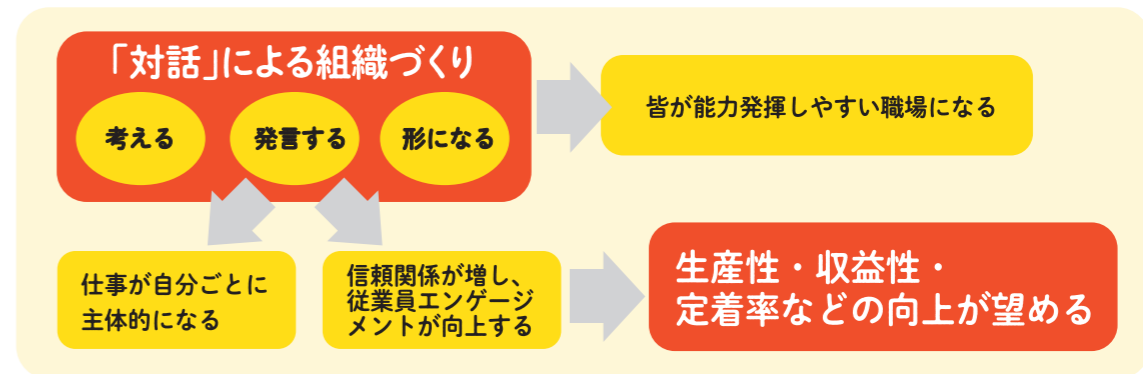 「対話」による組織づくり
考える
発言する
形になる
皆が能力発揮しやすい職場になる
仕事が自分ごとに
主体的になる
信頼関係が増し、
従業員エンゲージ
メントが向上する
生産性・収益性・
定着率などの向上が望める